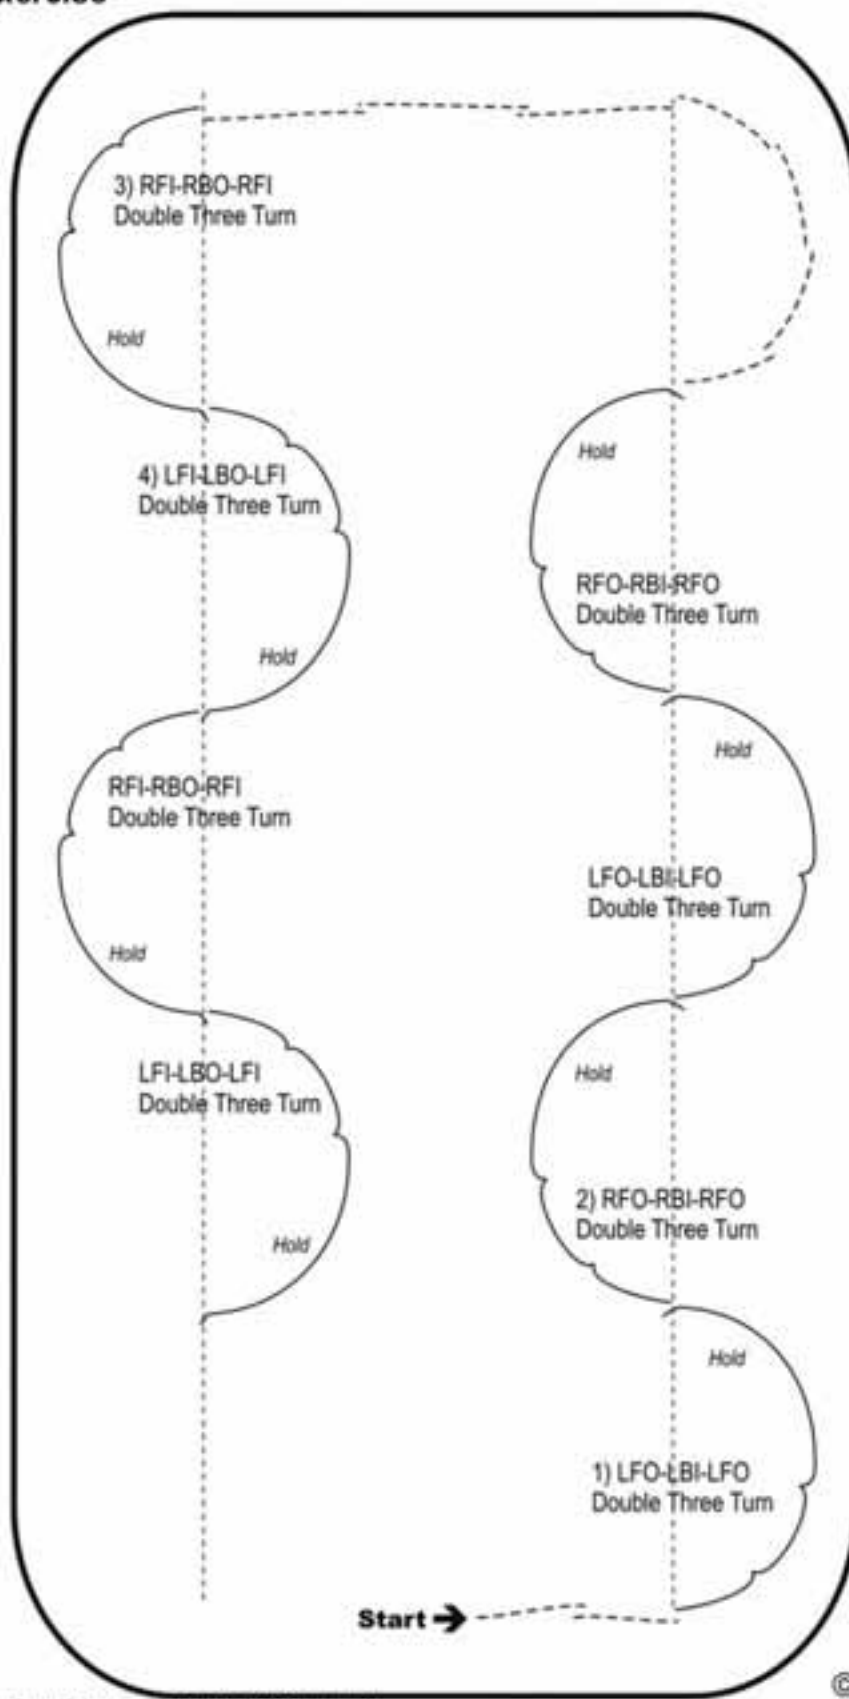 3) RFI-RBO-RFI
Double Three Turn
Hold
4) LFI-LBO-LFI
Double Three Turn
Hold
RFI-RBO-RFI
Double Three Turn
Hold
LFI-LBO-LFI
Double Three Turn
Hold
Hold
RFO-RBI-RFO
Double Three Turn
Hold
LFO-LBI-LFO
Double Three Turn
Hold
2) RFO-RBI-RFO
Double Three Turn
Hold
1) LFO-LBI-LFO
Double Three Turn
Start →
©